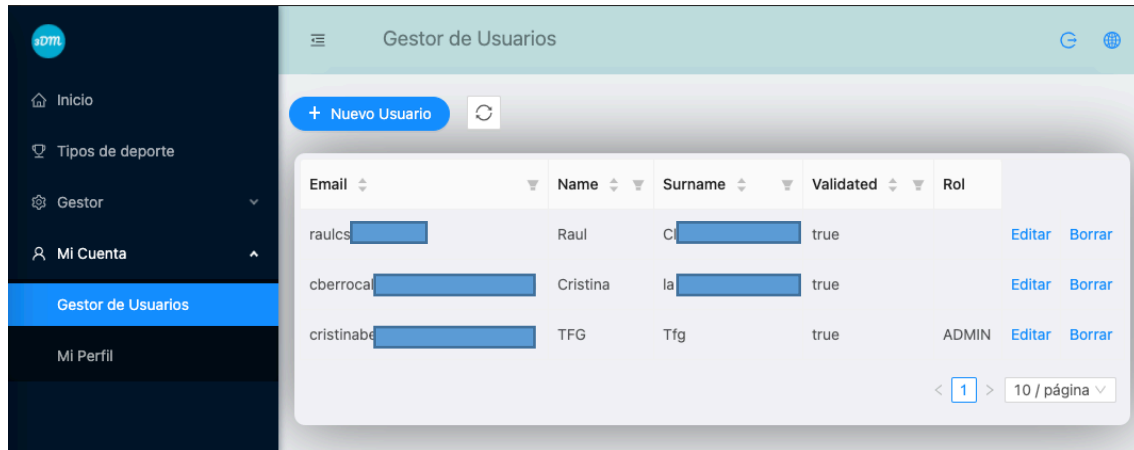 3DM
Gestor de Usuarios
Inicio
Tipos de deporte
Gestor
Mi Cuenta
Gestor de Usuarios
Mi Perfil
+ Nuevo Usuario
Email Name Surname Validated Rol
raulcs Raul Cl true Editar Borrar
cberrocal Cristina la true Editar Borrar
cristinabe TFG Tfg true ADMIN Editar Borrar
< 1 > 10 / página